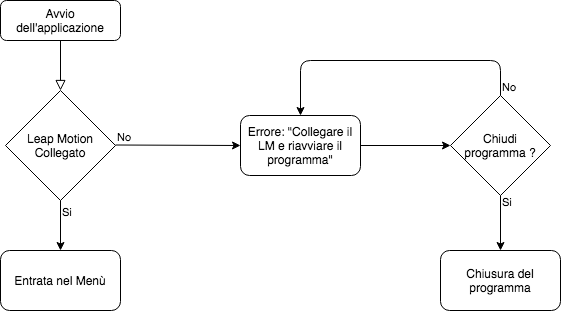 Avvio
dell'applicazione
Leap Motion
Collegato
No
Si
Entrata nel Menù
Errore: "Collegare il
LM e riavviare il
programma"
No
Chiudi
programma ?
Si
Chiusura del
programma